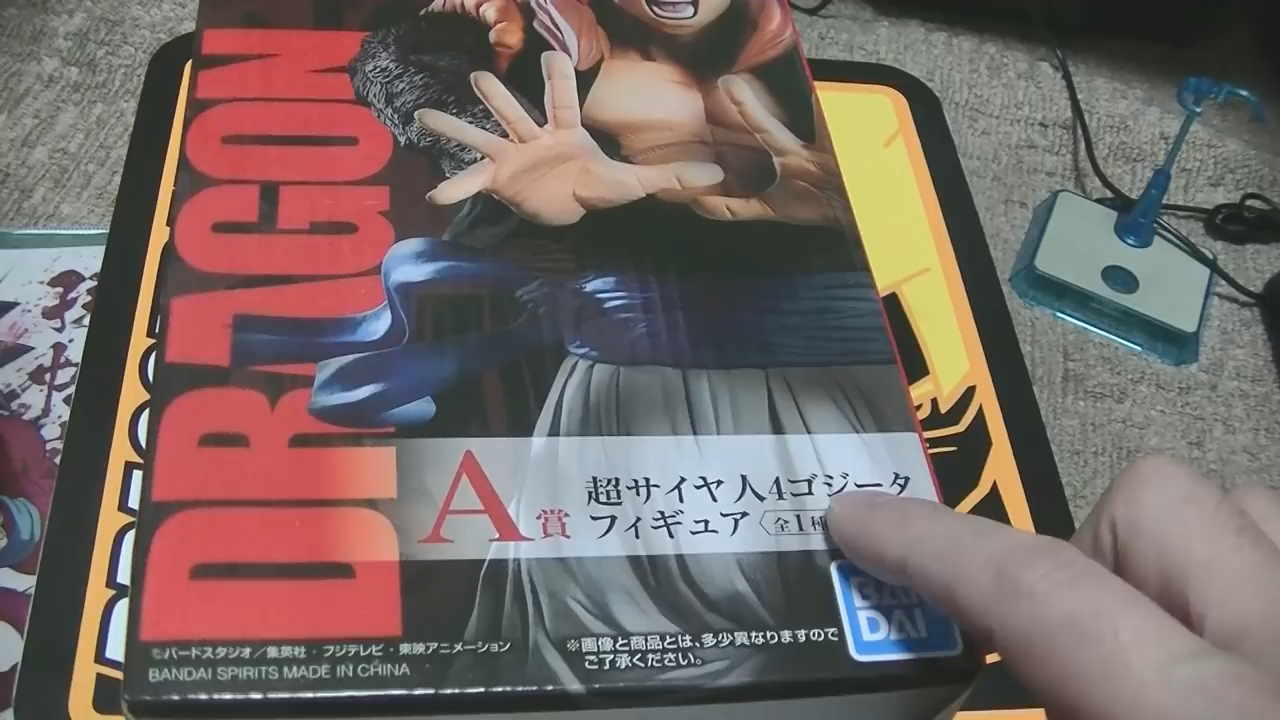 DRAGON
A賞
超サイヤ人4ゴジータ
フィギュア
全1種
©バードスタジオ／集英社・フジテレビ・東映アニメーション
BANDAI SPIRITS MADE IN CHINA
※画像と商品とは、多少異なりますので
ご了承ください。
BAN
DAI